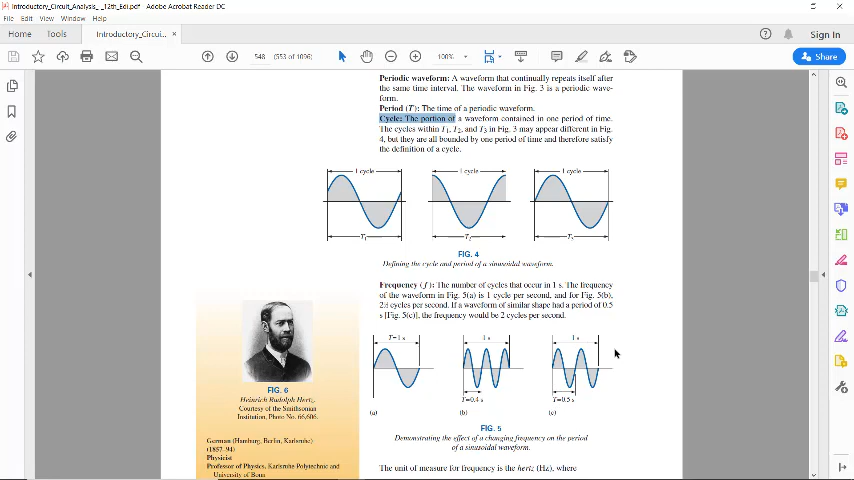 Introductory_Circuit_Analysis_ _12th_Edi.pdf - Adobe Acrobat Reader DC
File Edit View Window Help
Home Tools Introductory_Circui... ×
Sign In
548 (553 of 1096) 100%
Share
Periodic waveform: A waveform that continually repeats itself after
the same time interval. The waveform in Fig. 3 is a periodic wave-
form.
Period (T): The time of a periodic waveform.
Cycle: The portion of a waveform contained in one period of time.
The cycles within T1, T2, and T3 in Fig. 3 may appear different in Fig.
4, but they are all bounded by one period of time and therefore satisfy
the definition of a cycle.
1 cycle 1 cycle 1 cycle
T1 T2 T3
FIG. 4
Defining the cycle and period of a sinusoidal waveform.
Frequency (f): The number of cycles that occur in 1 s. The frequency
of the waveform in Fig. 5(a) is 1 cycle per second, and for Fig. 5(b),
2½ cycles per second. If a waveform of similar shape had a period of 0.5
s [Fig. 5(c)], the frequency would be 2 cycles per second.
T = 1 s 1 s 1 s
T = 0.4 s T = 0.5 s
(a) (b) (c)
FIG. 5
Demonstrating the effect of a changing frequency on the period
of a sinusoidal waveform.
The unit of measure for frequency is the hertz (Hz), where
FIG. 6
Heinrich Rudolph Hertz.
Courtesy of the Smithsonian
Institution, Photo No. 66,606.
German (Hamburg, Berlin, Karlsruhe)
(1857–94)
Physicist
Professor of Physics, Karlsruhe Polytechnic and
University of Bonn